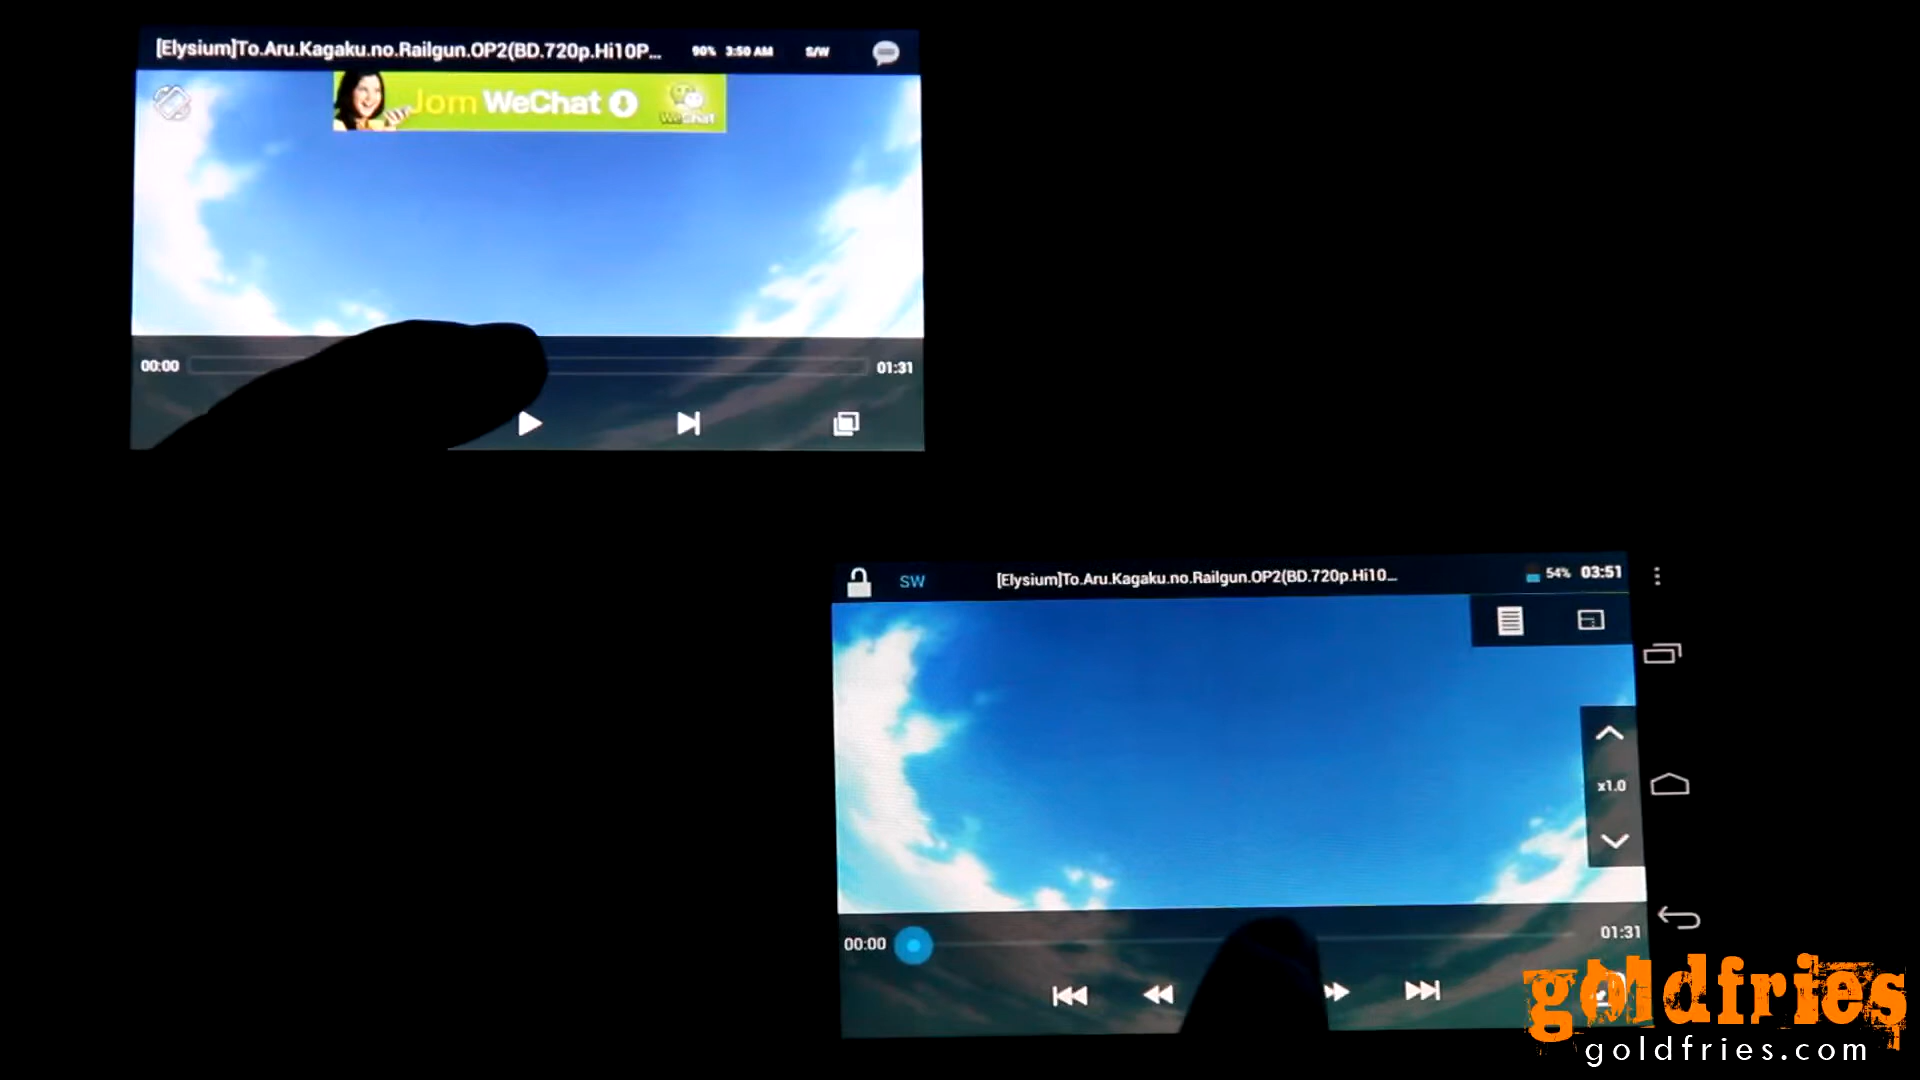 [Elysium]To.Aru.Kagaku.no.Railgun.OP2(BD.720p.Hi10P... 90% 3:50 AM S/W
Jom WeChat
WeChat
00:00 01:31
SW [Elysium]To.Aru.Kagaku.no.Railgun.OP2(BD.720p.Hi10... 54% 03:51
x1.0
00:00 01:31
goldfries
goldfries.com